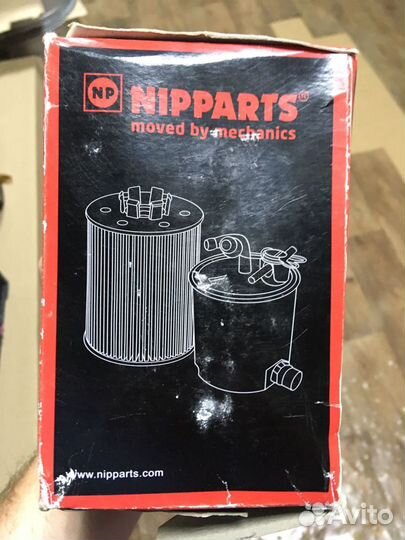 NP NIPPARTS®
moved by mechanics
www.nipparts.com
Avito